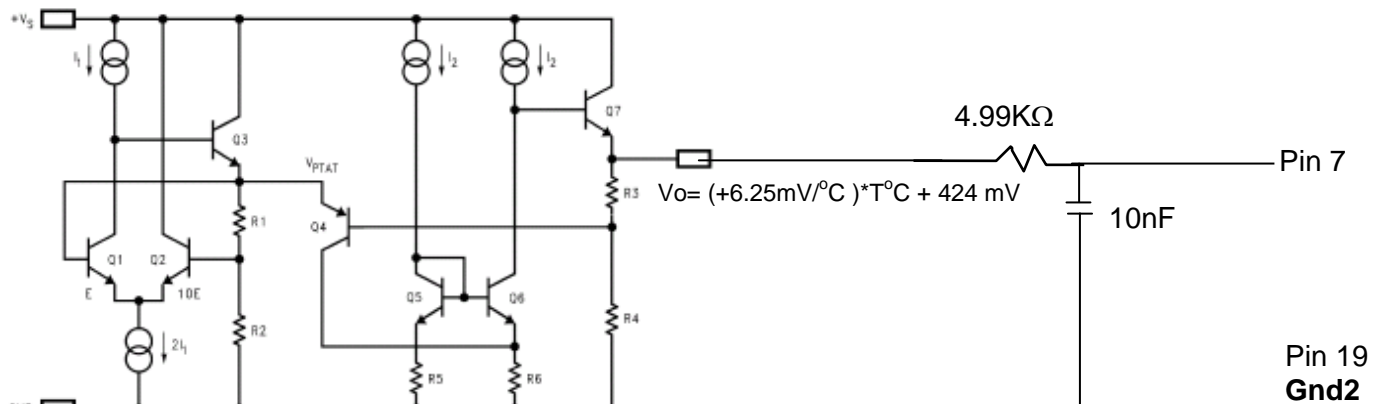 +Vs
I1
I2
I2
Q7
4.99KΩ
Q3
Pin 7
VPTAT
R3
Vo= (+6.25mV/°C )*T°C + 424 mV
R1
Q4
10nF
Q1
Q2
Q5
Q6
E
10E
R4
R2
2I1
Pin 19
R5
R6
Gnd2